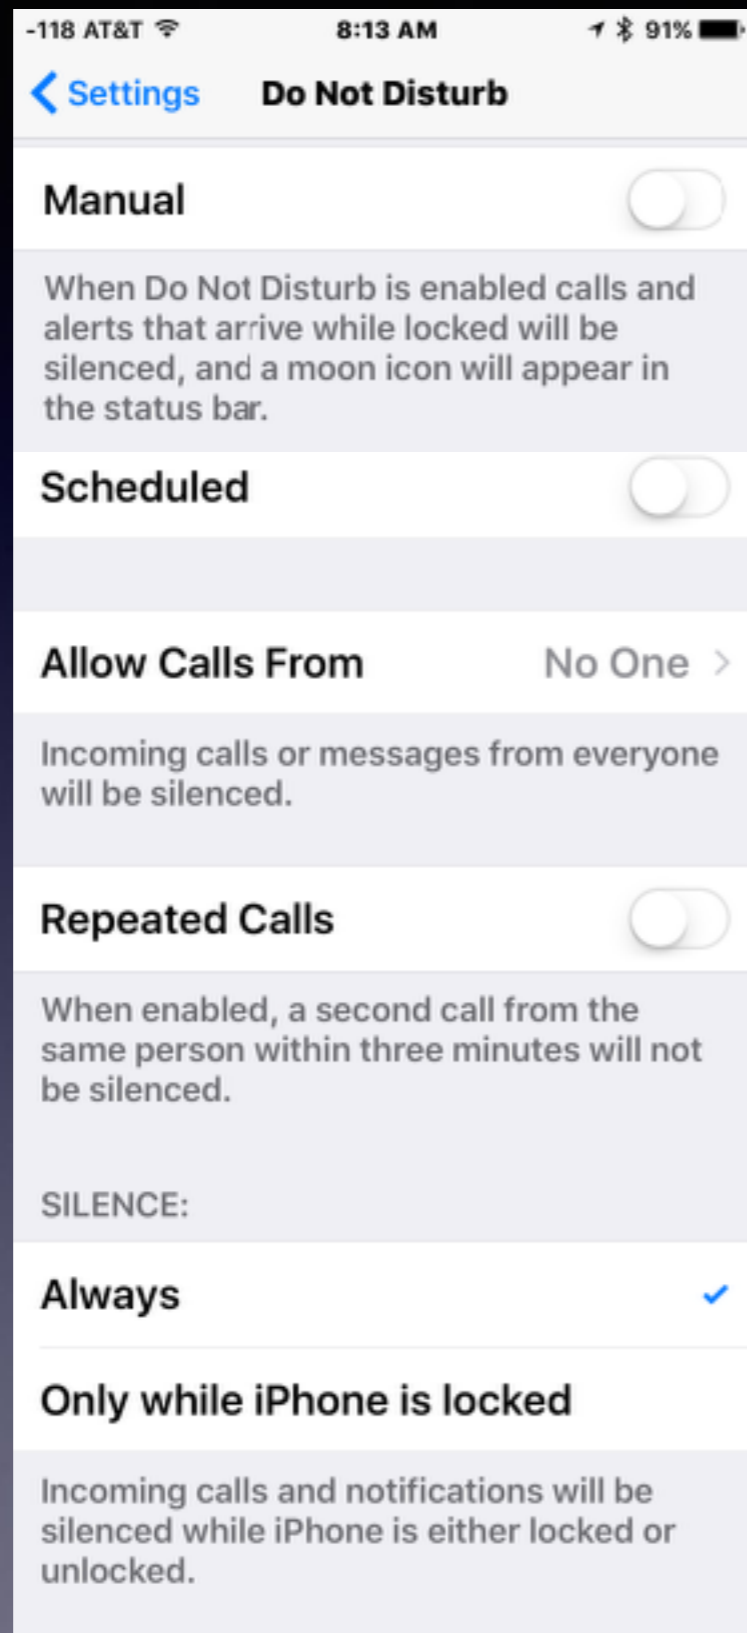 -118 AT&T 8:13 AM 91%
Settings Do Not Disturb
Manual
When Do Not Disturb is enabled calls and
alerts that arrive while locked will be
silenced, and a moon icon will appear in
the status bar.
Scheduled
Allow Calls From No One
Incoming calls or messages from everyone
will be silenced.
Repeated Calls
When enabled, a second call from the
same person within three minutes will not
be silenced.
SILENCE:
Always
Only while iPhone is locked
Incoming calls and notifications will be
silenced while iPhone is either locked or
unlocked.